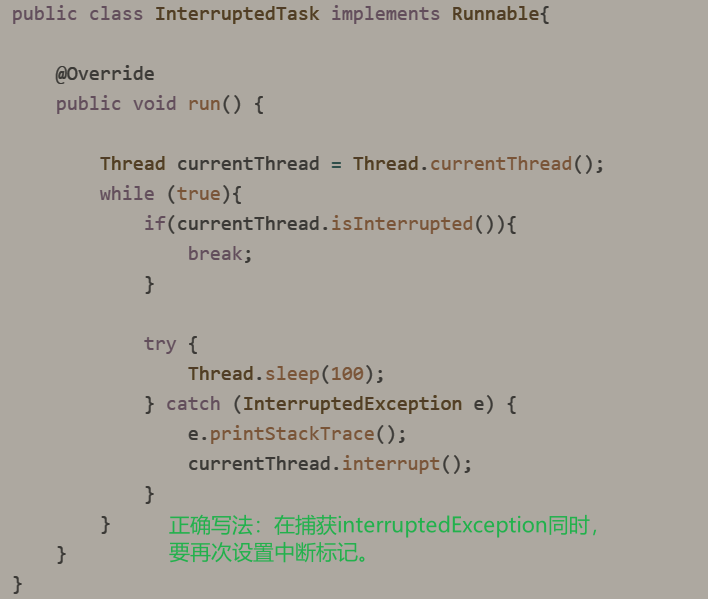 public class InterruptedTask implements Runnable{
@Override
public void run() {
Thread currentThread = Thread.currentThread();
while (true){
if(currentThread.isInterrupted()){
break;
}
try {
Thread.sleep(100);
} catch (InterruptedException e) {
e.printStackTrace();
currentThread.interrupt();
}
} 正确写法：在捕获interruptedException同时，
} 要再次设置中断标记。
}